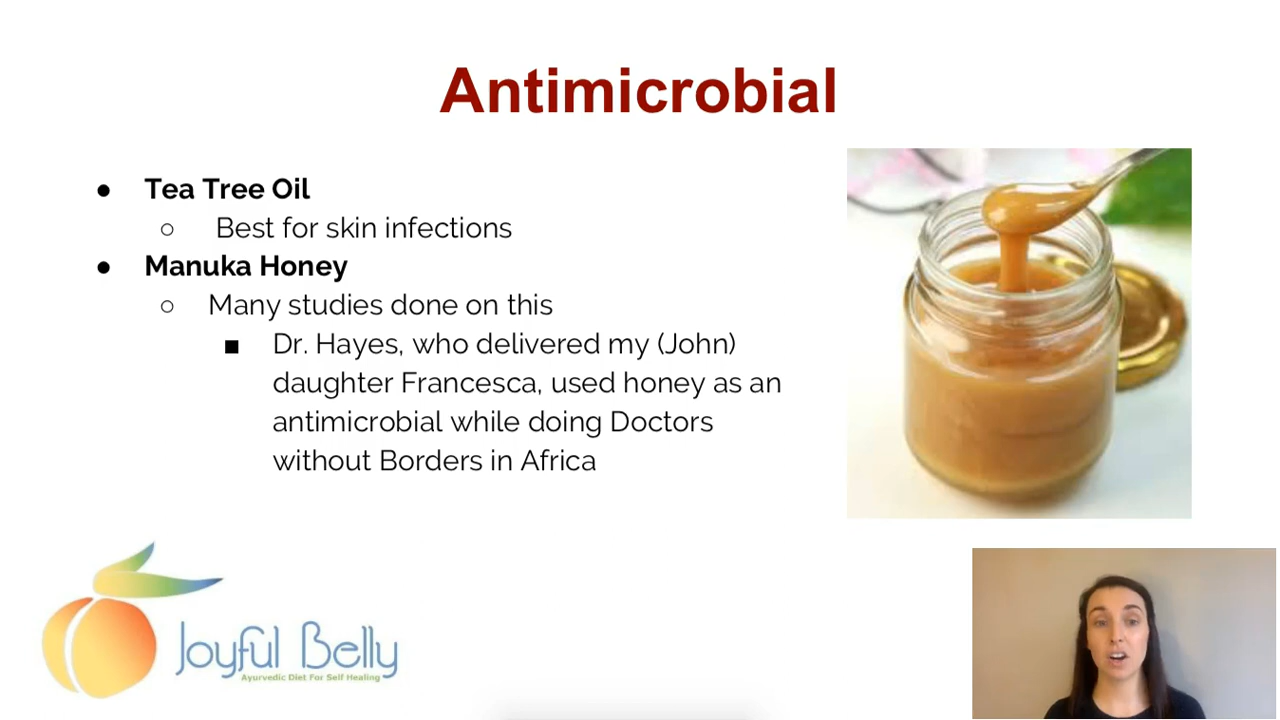 Antimicrobial
● Tea Tree Oil
○ Best for skin infections
● Manuka Honey
○ Many studies done on this
■ Dr. Hayes, who delivered my (John)
daughter Francesca, used honey as an
antimicrobial while doing Doctors
without Borders in Africa
Joyful Belly
Ayurvedic Diet For Self Healing